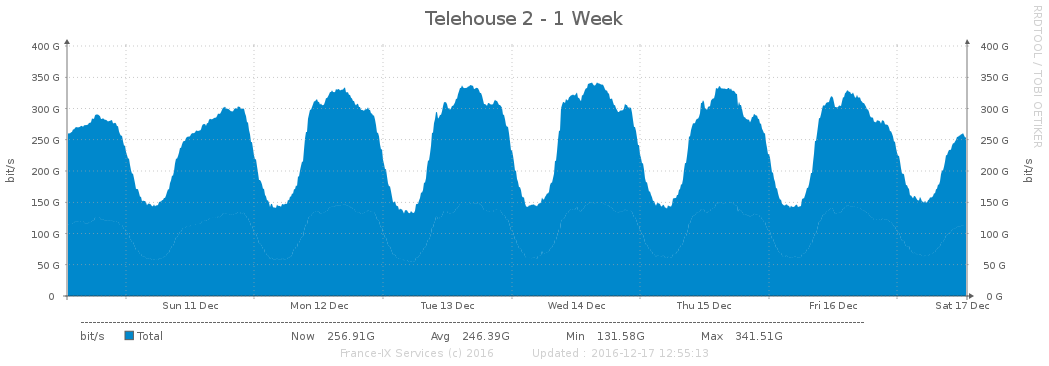 Telehouse 2 - 1 Week
RRDTOOL / TOBI OETIKER
400 G 400 G
350 G 350 G
300 G 300 G
250 G 250 G
200 G 200 G
150 G 150 G
100 G 100 G
50 G 50 G
0 0 G
bit/s bit/s
Sun 11 Dec Mon 12 Dec Tue 13 Dec Wed 14 Dec Thu 15 Dec Fri 16 Dec Sat 17 Dec
bit/s Total Now 256.91G Avg 246.39G Min 131.58G Max 341.51G
France-IX Services (c) 2016 Updated : 2016-12-17 12:55:13